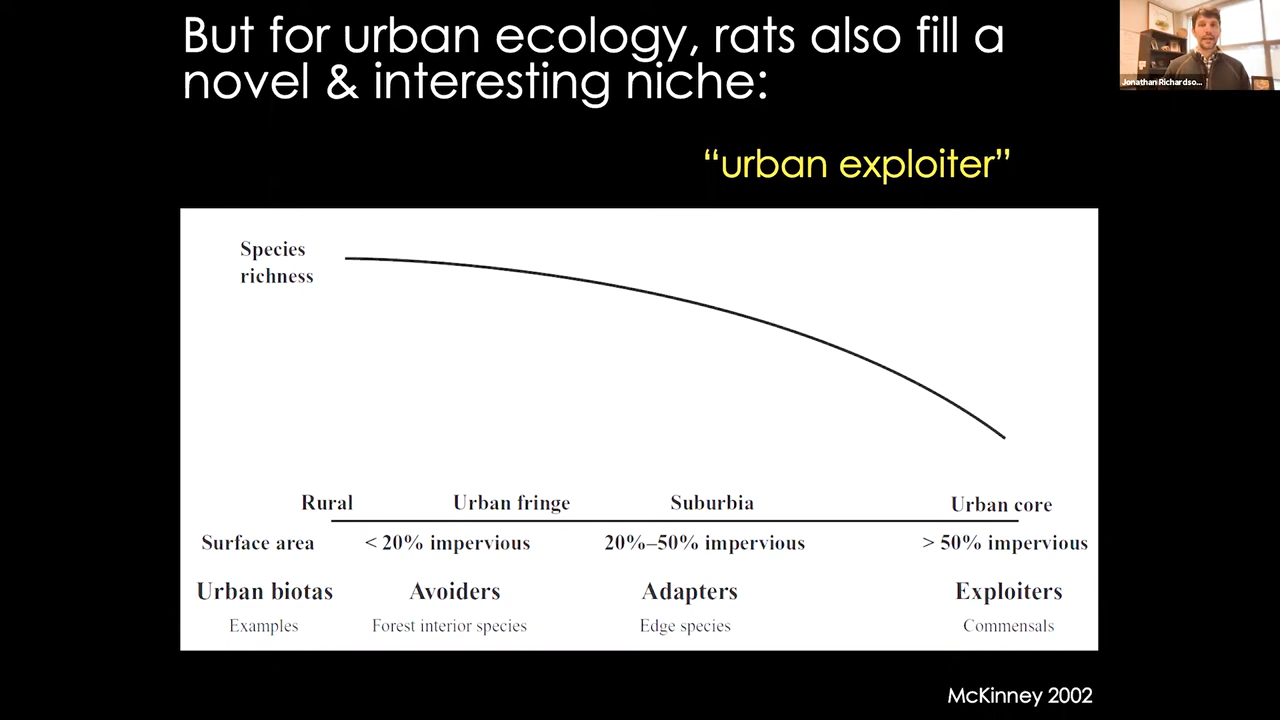 But for urban ecology, rats also fill a
novel & interesting niche:
Jonathan Richardso...
“urban exploiter”
Species
richness
Rural Urban fringe Suburbia Urban core
Surface area < 20% impervious 20%–50% impervious > 50% impervious
Urban biotas Avoiders Adapters Exploiters
Examples Forest interior species Edge species Commensals
McKinney 2002